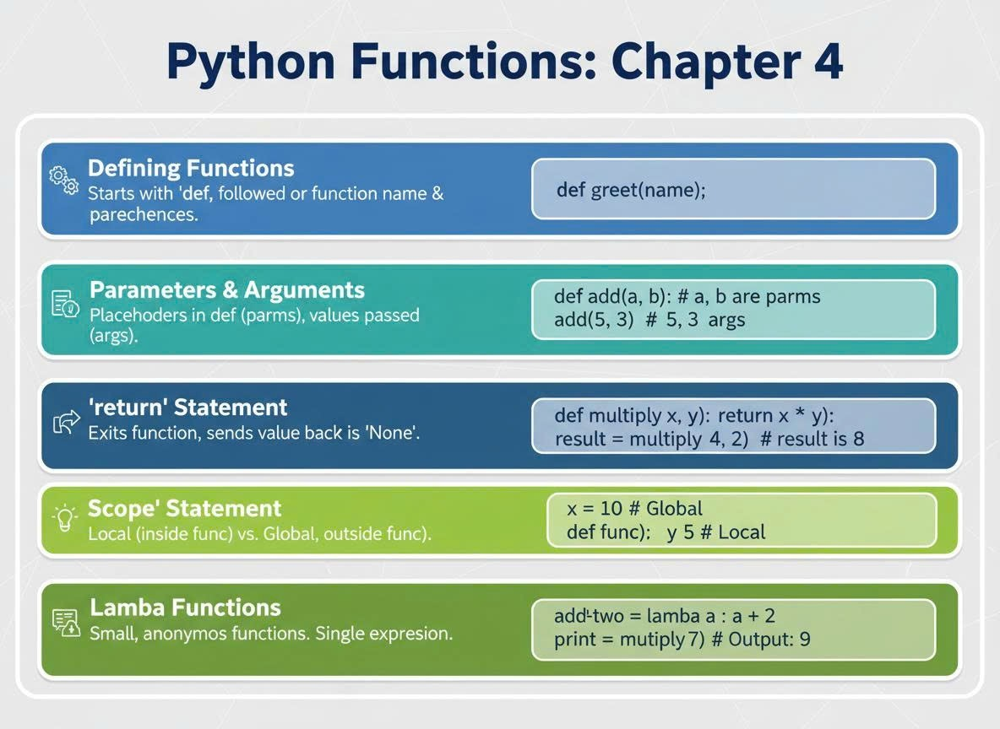 Python Functions: Chapter 4
Defining Functions
Starts with 'def, followed or function name &
parechences.
def greet(name);
Parameters & Arguments
Placehoders in def (parms), values passed
(args).
def add(a, b): # a, b are parms
add(5, 3) # 5, 3 args
'return' Statement
Exits function, sends value back is 'None'.
def multiply x, y): return x * y):
result = multiply 4, 2) # result is 8
Scope' Statement
Local (inside func) vs. Global, outside func).
x = 10 # Global
def func): y 5 # Local
Lamba Functions
Small, anonymos functions. Single expresion.
add-two = lamba a : a + 2
print = mutiply 7) # Output: 9